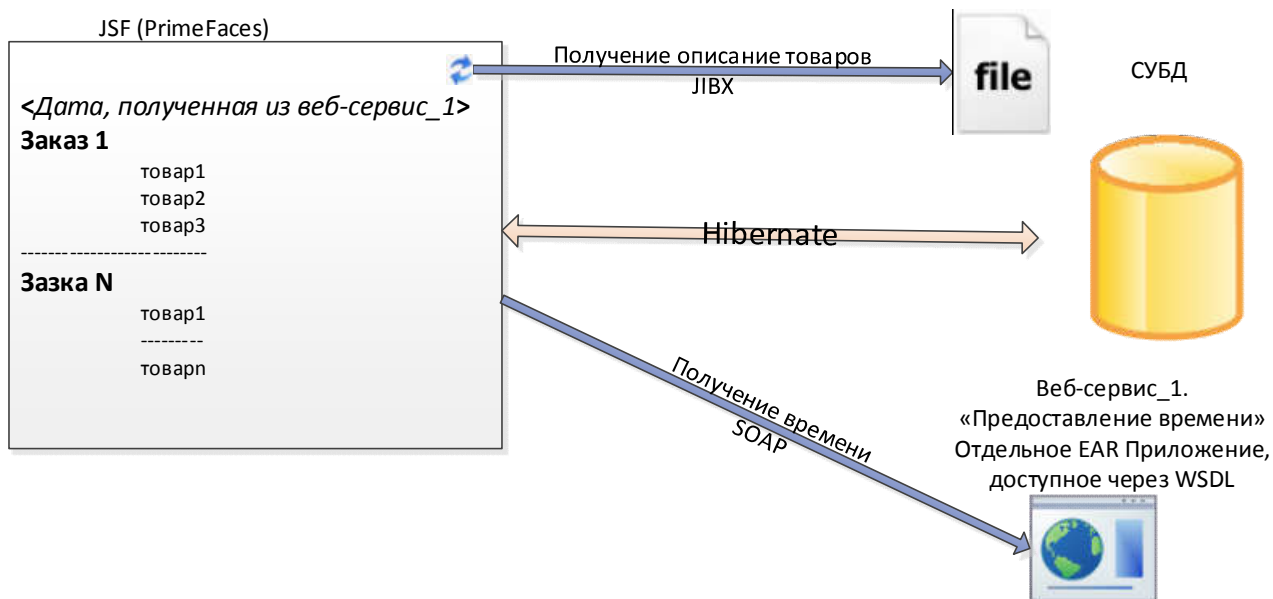 JSF (PrimeFaces)
<Дата, полученная из веб-сервис_1>
Заказ 1
товар1
товар2
товар3
----------------------------
Зазка N
товар1
---------
товарn
Получение описание товаров
JIBX
file
СУБД
Hibernate
Получение времени
SOAP
Веб-сервис_1.
«Предоставление времени»
Отдельное EAR Приложение,
доступное через WSDL